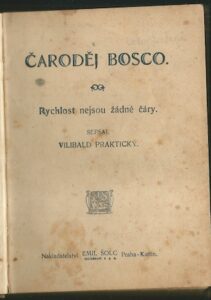 ČARODĚJ BOSCO.
Rychlost nejsou žádné čáry.
SEPSAL
VILIBALD PRAKTICKÝ.
Nakladatelství EMIL ŠOLC Praha-Karlín.